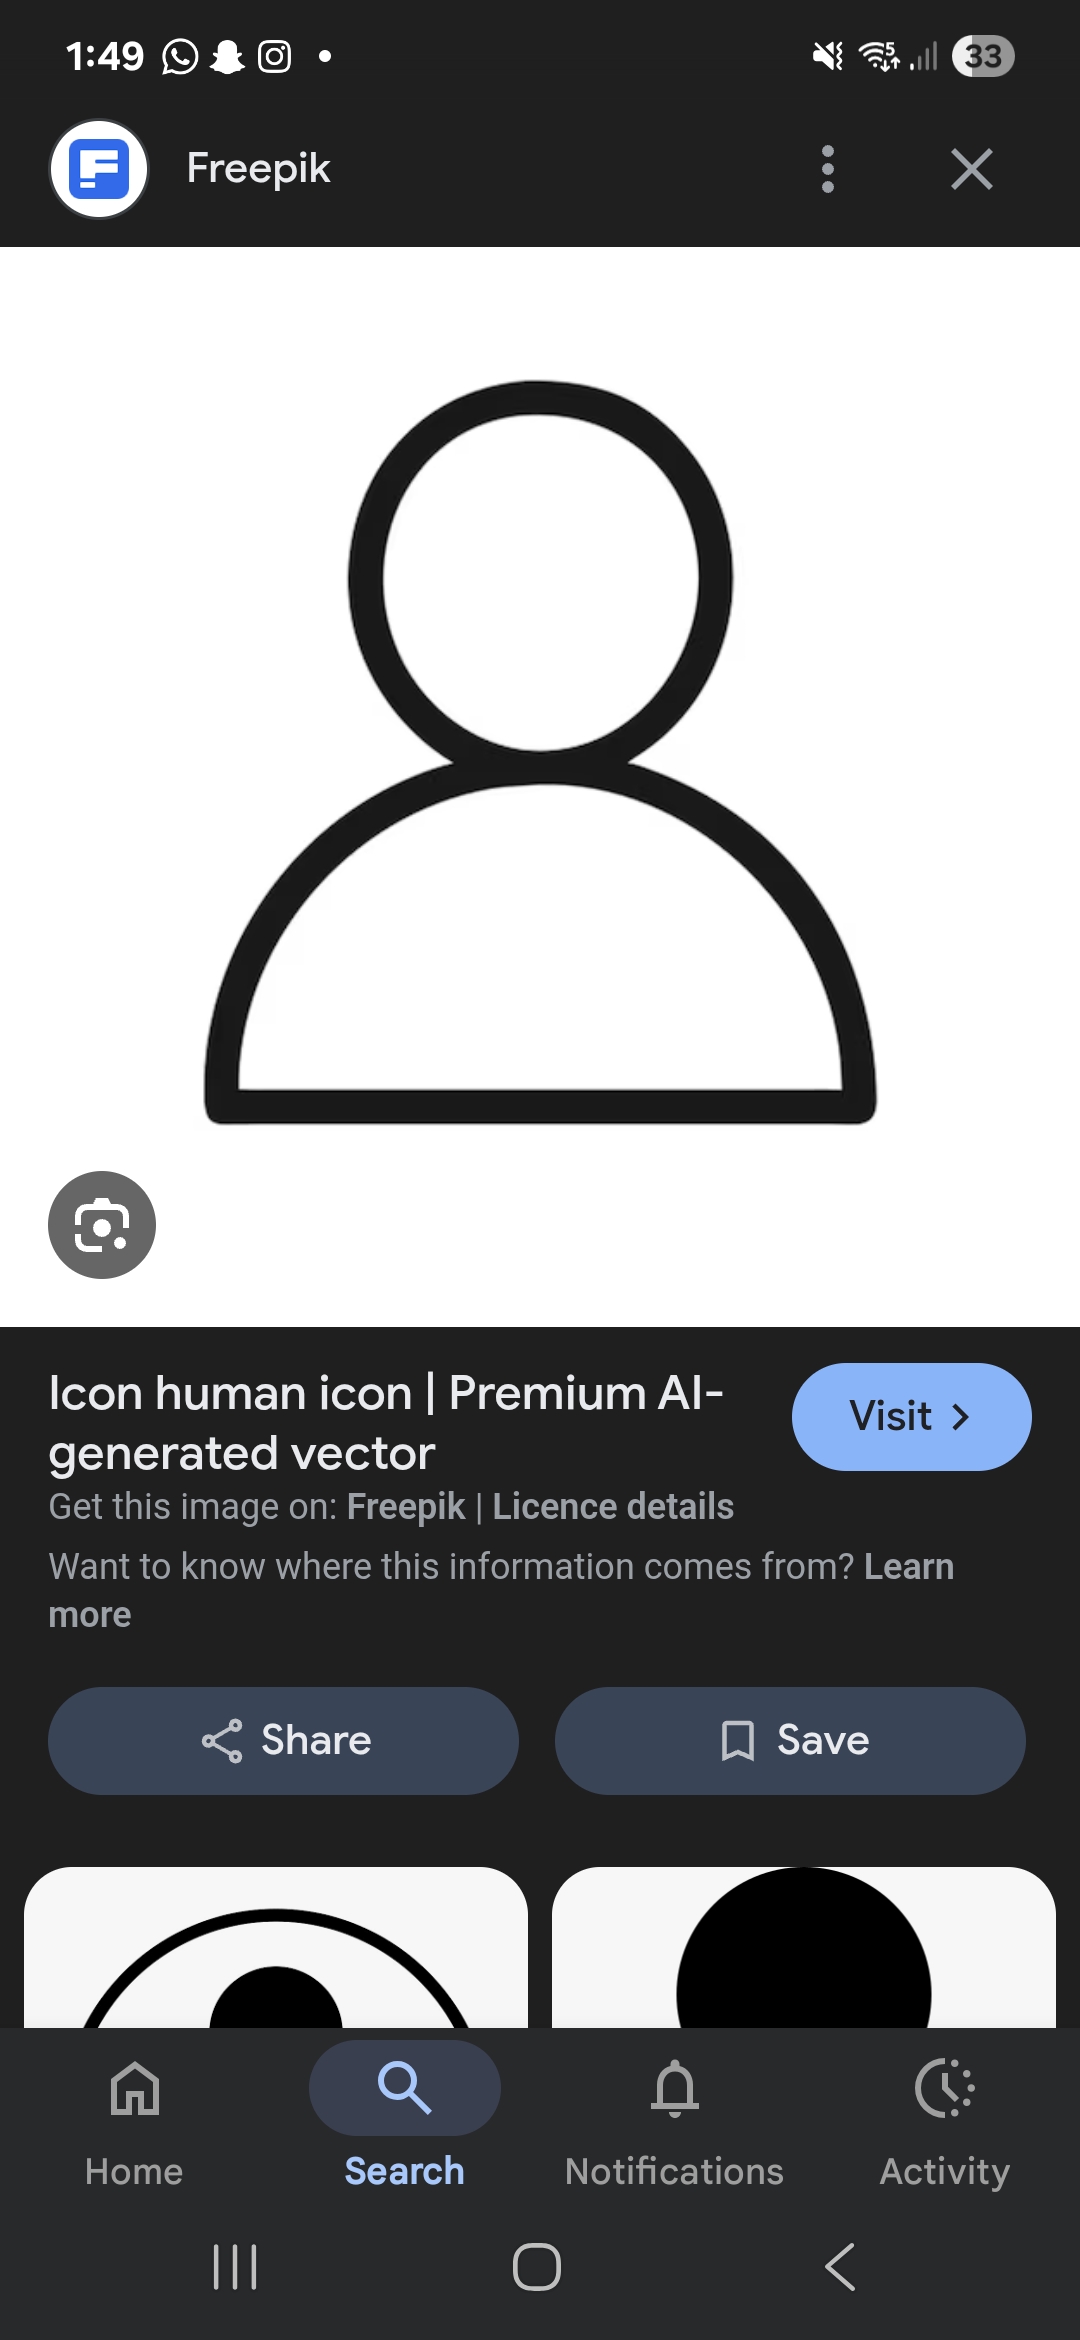 1:49
33
Freepik
Icon human icon | Premium AI-
generated vector
Visit
Get this image on: Freepik | Licence details
Want to know where this information comes from? Learn
more
Share
Save
Home
Search
Notifications
Activity